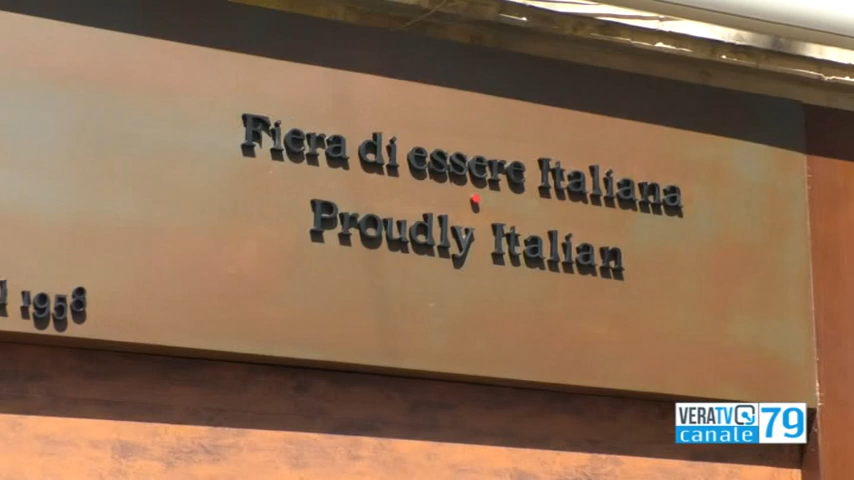 Fiera di essere Italiana
Proudly Italian
1958
VERATV
canale
79